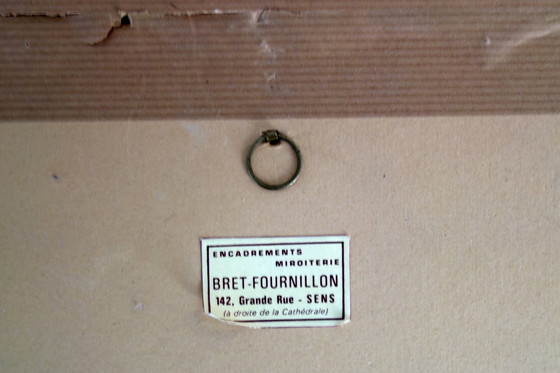 ENCADREMENTS
MIROITERIE
BRET-FOURNILLON
142, Grande Rue - SENS
(à droite de la Cathédrale)